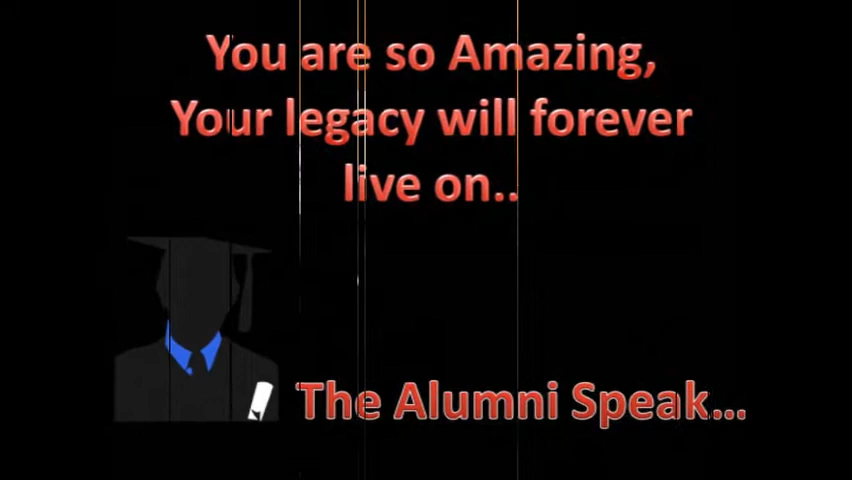 You are so Amazing,
Your legacy will forever
live on..
The Alumni Speak...